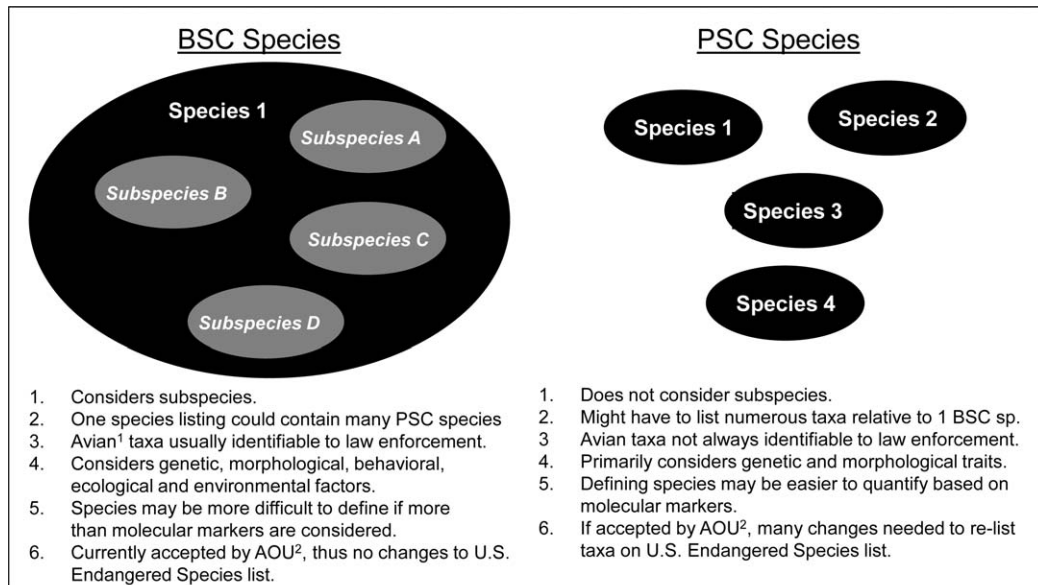 BSC Species
Species 1
Subspecies A
Subspecies B
Subspecies C
Subspecies D
1. Considers subspecies.
2. One species listing could contain many PSC species
3. Avian¹ taxa usually identifiable to law enforcement.
4. Considers genetic, morphological, behavioral,
ecological and environmental factors.
5. Species may be more difficult to define if more
than molecular markers are considered.
6. Currently accepted by AOU², thus no changes to U.S.
Endangered Species list.
PSC Species
Species 1
Species 2
Species 3
Species 4
1. Does not consider subspecies.
2. Might have to list numerous taxa relative to 1 BSC sp.
3 Avian taxa not always identifiable to law enforcement.
4. Primarily considers genetic and morphological traits.
5. Defining species may be easier to quantify based on
molecular markers.
6. If accepted by AOU², many changes needed to re-list
taxa on U.S. Endangered Species list.